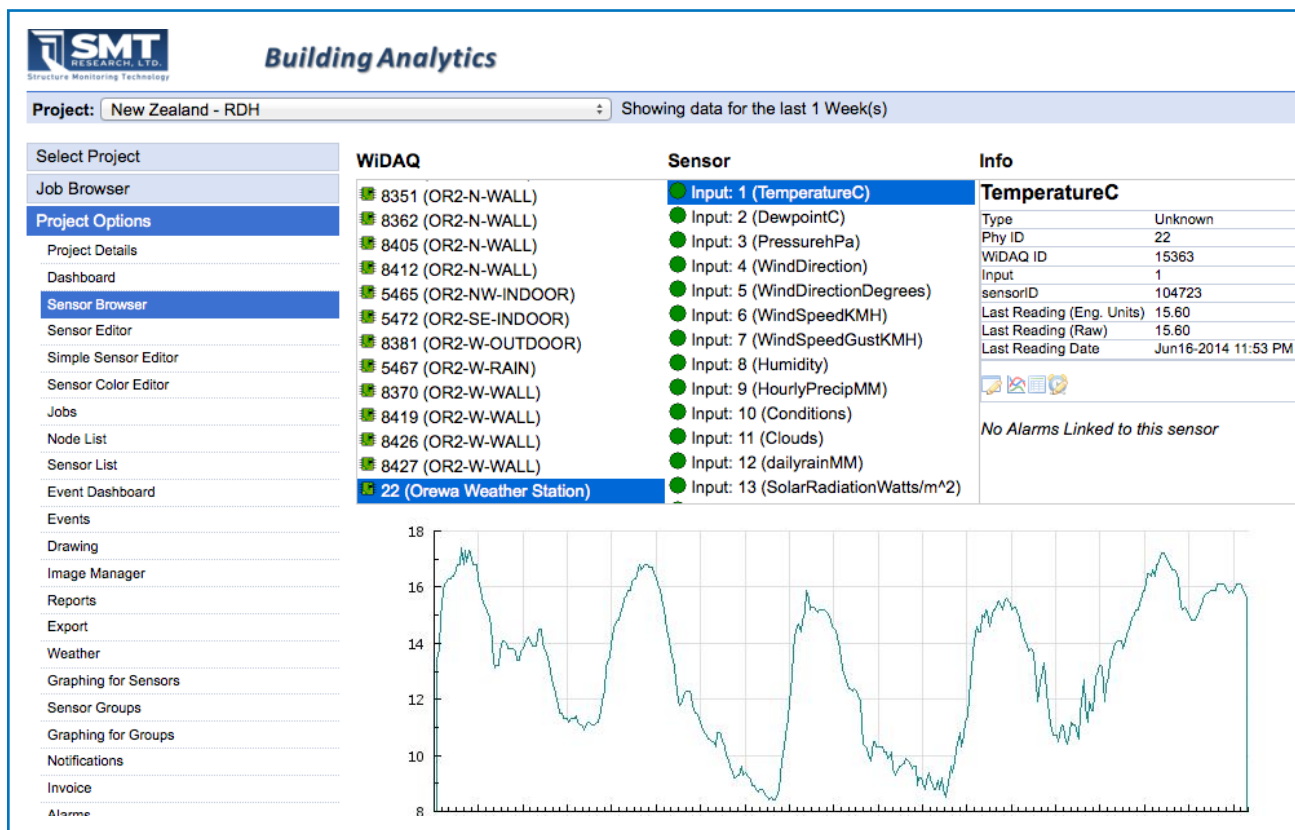 SMT
RESEARCH, LTD.
Structure Monitoring Technology
Building Analytics
Project: New Zealand - RDH Showing data for the last 1 Week(s)
Select Project
Job Browser
Project Options
Project Details
Dashboard
Sensor Browser
Sensor Editor
Simple Sensor Editor
Sensor Color Editor
Jobs
Node List
Sensor List
Event Dashboard
Events
Drawing
Image Manager
Reports
Export
Weather
Graphing for Sensors
Sensor Groups
Graphing for Groups
Notifications
Invoice
Alarms
WiDAQ
8351 (OR2-N-WALL)
8362 (OR2-N-WALL)
8405 (OR2-N-WALL)
8412 (OR2-N-WALL)
5465 (OR2-NW-INDOOR)
5472 (OR2-SE-INDOOR)
8381 (OR2-W-OUTDOOR)
5467 (OR2-W-RAIN)
8370 (OR2-W-WALL)
8419 (OR2-W-WALL)
8426 (OR2-W-WALL)
8427 (OR2-W-WALL)
22 (Orewa Weather Station)
Sensor
Input: 1 (TemperatureC)
Input: 2 (DewpointC)
Input: 3 (PressurehPa)
Input: 4 (WindDirection)
Input: 5 (WindDirectionDegrees)
Input: 6 (WindSpeedKMH)
Input: 7 (WindSpeedGustKMH)
Input: 8 (Humidity)
Input: 9 (HourlyPrecipMM)
Input: 10 (Conditions)
Input: 11 (Clouds)
Input: 12 (dailyrainMM)
Input: 13 (SolarRadiationWatts/m^2)
Info
TemperatureC
Type Unknown
Phy ID 22
WiDAQ ID 15363
Input 1
sensorID 104723
Last Reading (Eng. Units) 15.60
Last Reading (Raw) 15.60
Last Reading Date Jun16-2014 11:53 PM
No Alarms Linked to this sensor
18
16
14
12
10
8